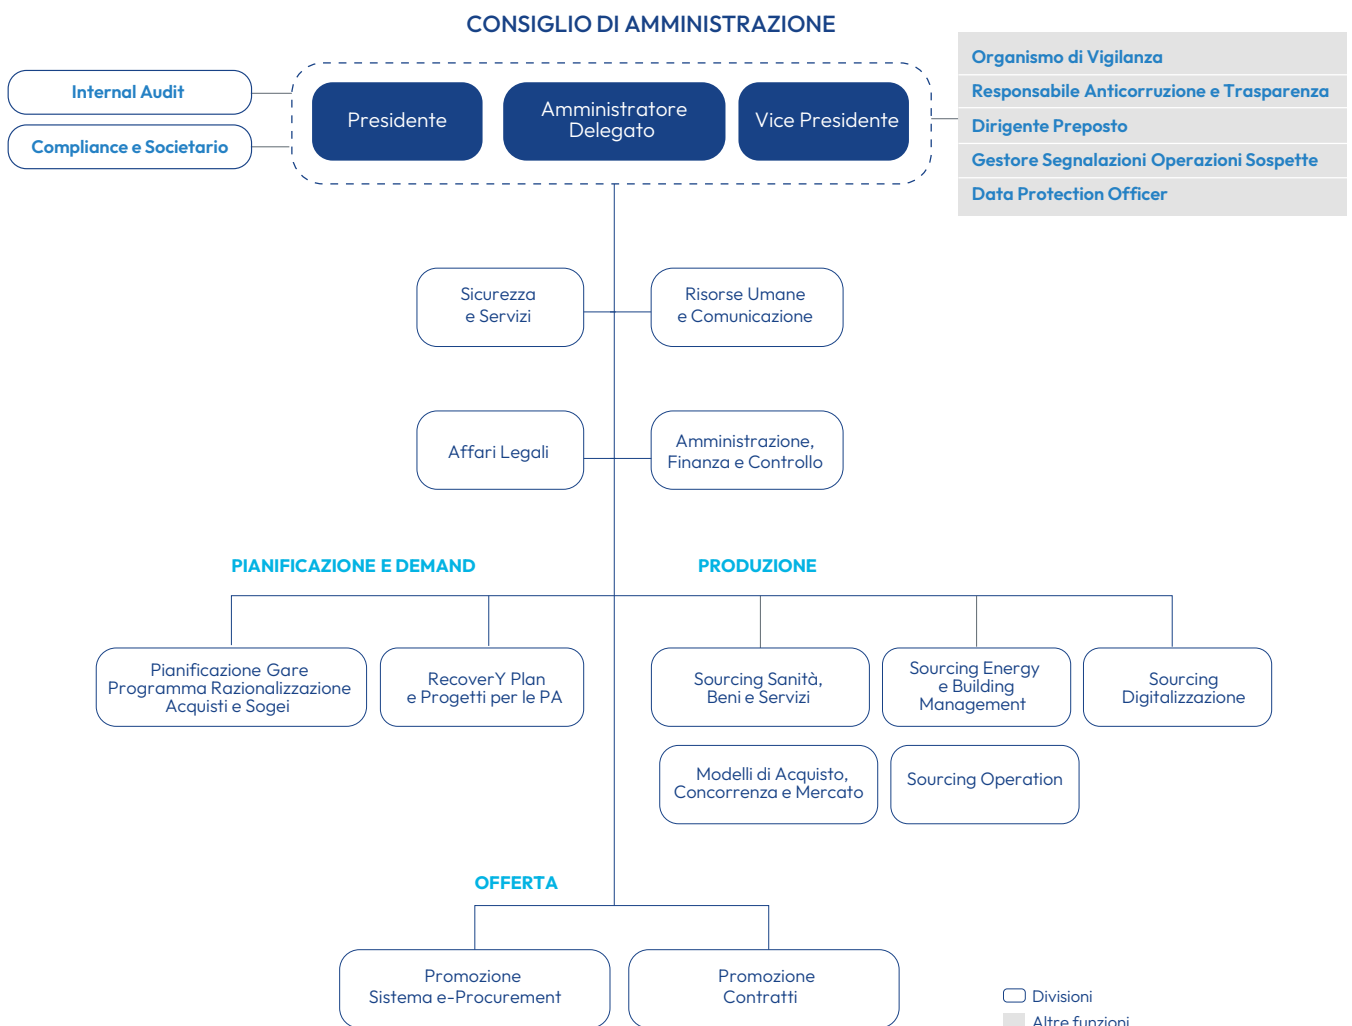 CONSIGLIO DI AMMINISTRAZIONE
Internal Audit
Compliance e Societario
Presidente
Amministratore
Delegato
Vice Presidente
Organismo di Vigilanza
Responsabile Anticorruzione e Trasparenza
Dirigente Preposto
Gestore Segnalazioni Operazioni Sospette
Data Protection Officer
Sicurezza
e Servizi
Risorse Umane
e Comunicazione
Affari Legali
Amministrazione,
Finanza e Controllo
PIANIFICAZIONE E DEMAND
PRODUZIONE
Pianificazione Gare
Programma Razionalizzazione
Acquisti e Sogei
RecoverY Plan
e Progetti per le PA
Sourcing Sanità,
Beni e Servizi
Sourcing Energy
e Building
Management
Sourcing
Digitalizzazione
Modelli di Acquisto,
Concorrenza e Mercato
Sourcing Operation
OFFERTA
Promozione
Sistema e-Procurement
Promozione
Contratti
Divisioni
Altre funzioni